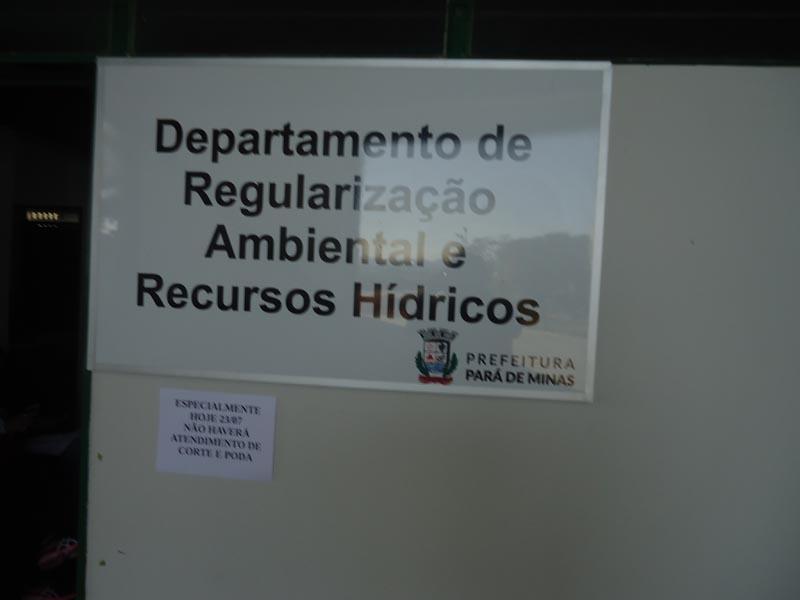 Departamento de
Regularização
Ambiental e
Recursos Hídricos
PREFEITURA
PARÁ DE MINAS
ESPECIALMENTE
HOJE 23/07
NÃO HAVERÁ
ATENDIMENTO DE
CORTE E PODA